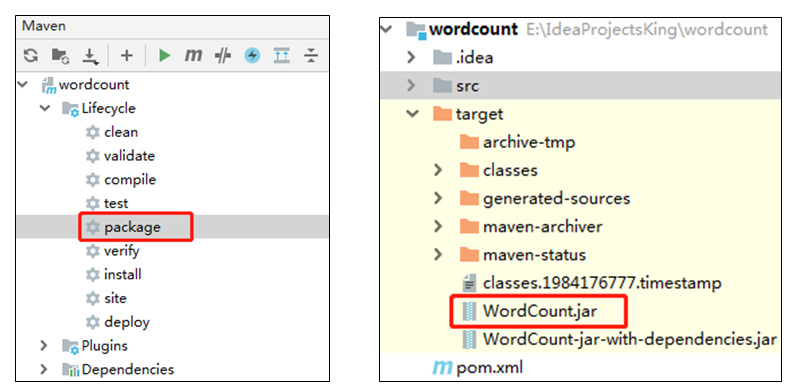 Maven
wordcount
Lifecycle
clean
validate
compile
test
package
verify
install
site
deploy
Plugins
Dependencies
wordcount E:\IdeaProjectsKing\wordcount
.idea
src
target
archive-tmp
classes
generated-sources
maven-archiver
maven-status
classes.1984176777.timestamp
WordCount.jar
WordCount-jar-with-dependencies.jar
pom.xml